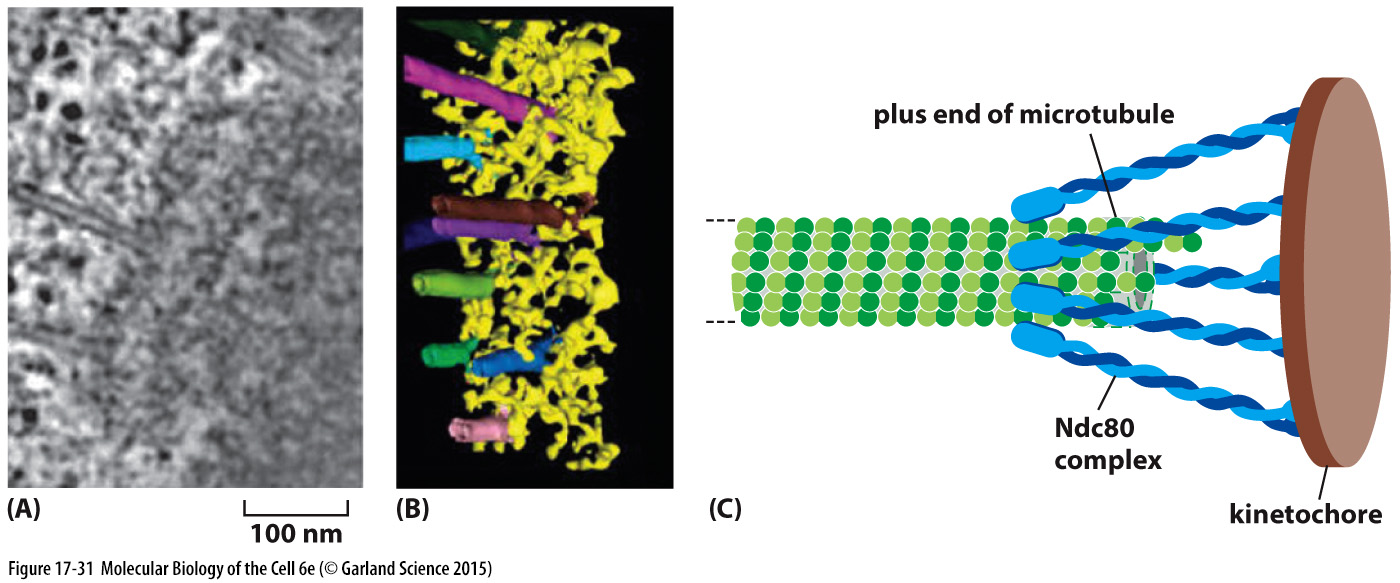 plus end of microtubule
Ndc80
complex
kinetochore
(A)
100 nm
(B)
(C)
Figure 17-31 Molecular Biology of the Cell 6e (© Garland Science 2015)